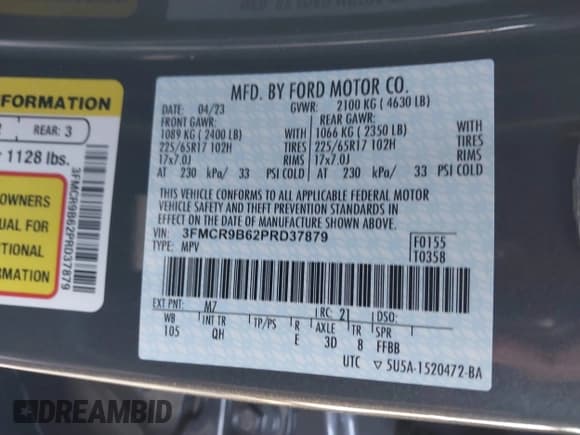 MFD. BY FORD MOTOR CO.
DATE: 04/23 GVWR: 2100 KG ( 4630 LB)
FRONT GAWR: REAR GAWR:
1089 KG ( 2400 LB) WITH 1066 KG ( 2350 LB) WITH
225/65R17 102H TIRES 225/65R17 102H TIRES
17x7.0J RIMS 17x7.0J RIMS
AT 230 kPa/ 33 PSI COLD AT 230 kPa/ 33 PSI COLD
THIS VEHICLE CONFORMS TO ALL APPLICABLE FEDERAL MOTOR
VEHICLE SAFETY AND THEFT PREVENTION STANDARDS IN
EFFECT ON THE DATE OF MANUFACTURE SHOWN ABOVE.
VIN: 3FMCR9B62PRD37879
TYPE: MPV
F0155
T0358
EXT PNT: M7 RC: 21 DSO:
WB INT TR TP/PS R AXLE TR SPR
105 QH E 3D 8 FFBB
UTC 5U5A-1520472-BA
FORMATION
REAR: 3
1128 lbs.
OWNERS
UAL FOR
TIONAL
MATION
3FMCR9B62PRD37879
DREAMBID